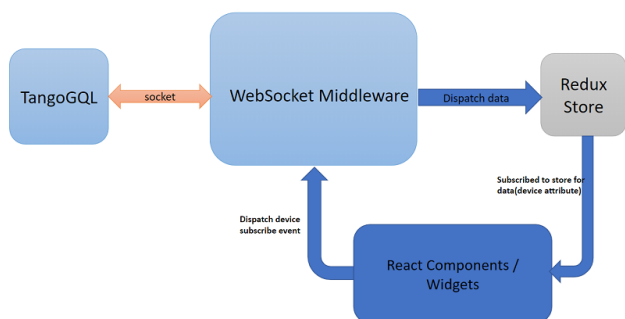 TangoGQL
socket
WebSocket Middleware
Dispatch data
Redux
Store
Subscribed to store for
data(device attribute)
Dispatch device
subscribe event
React Components /
Widgets